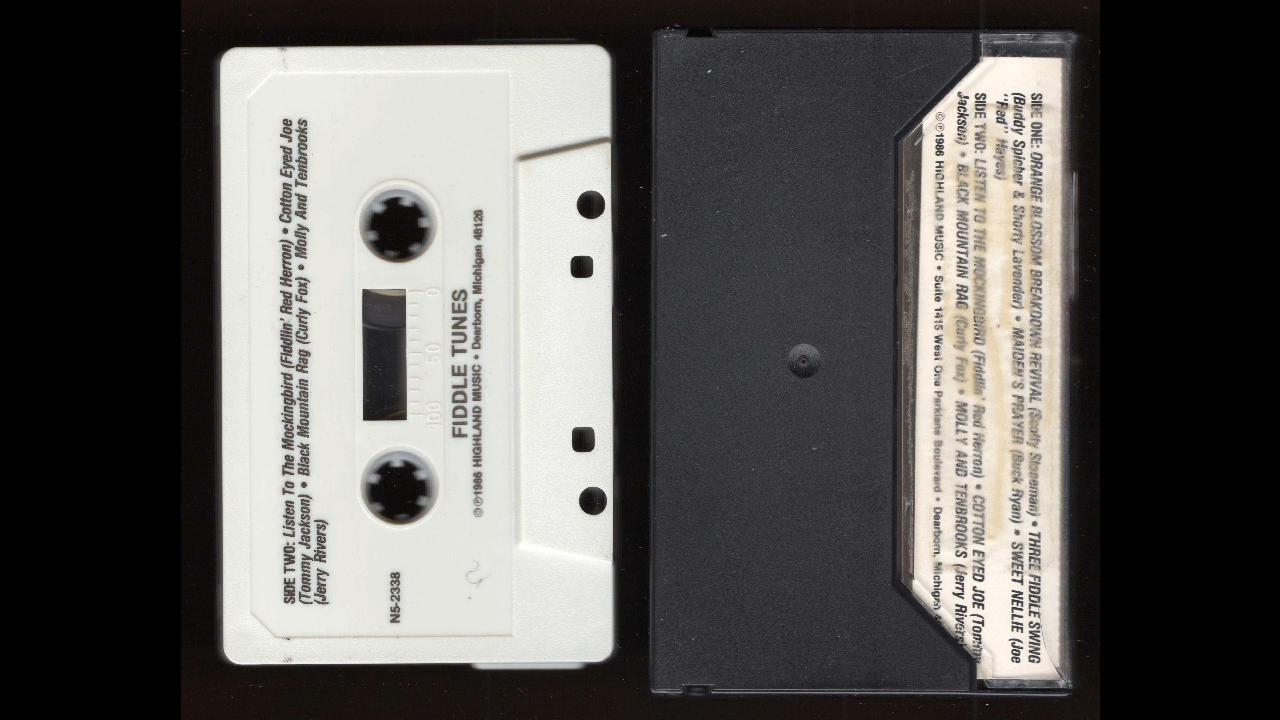 SIDE TWO: Listen To The Mockingbird (Fiddlin' Red Herron) • Cotton Eyed Joe
(Tommy Jackson) • Black Mountain Rag (Curly Fox) • Molly And Tenbrooks
(Jerry Rivers)
N5-2338
0
50
100
FIDDLE TUNES
©℗1986 HIGHLAND MUSIC • Dearborn, Michigan 48126
SIDE ONE: ORANGE BLOSSOM BREAKDOWN REVIVAL (Scotty Stoneman) • THREE FIDDLE SWING
(Buddy Spicher & Shorty Lavender) • MAIDEN'S PRAYER (Buck Ryan) • SWEET NELLIE (Joe
"Pad" Hayes)
SIDE TWO: LISTEN TO THE MOCKINGBIRD (Fiddlin' Red Herron) • COTTON EYED JOE (Tommy
Jackson) • BLACK MOUNTAIN RAG (Curly Fox) • MOLLY AND TENBROOKS (Jerry Rivers)
©℗1986 HIGHLAND MUSIC • Suite 1415 West One Parklane Boulevard • Dearborn, Michigan